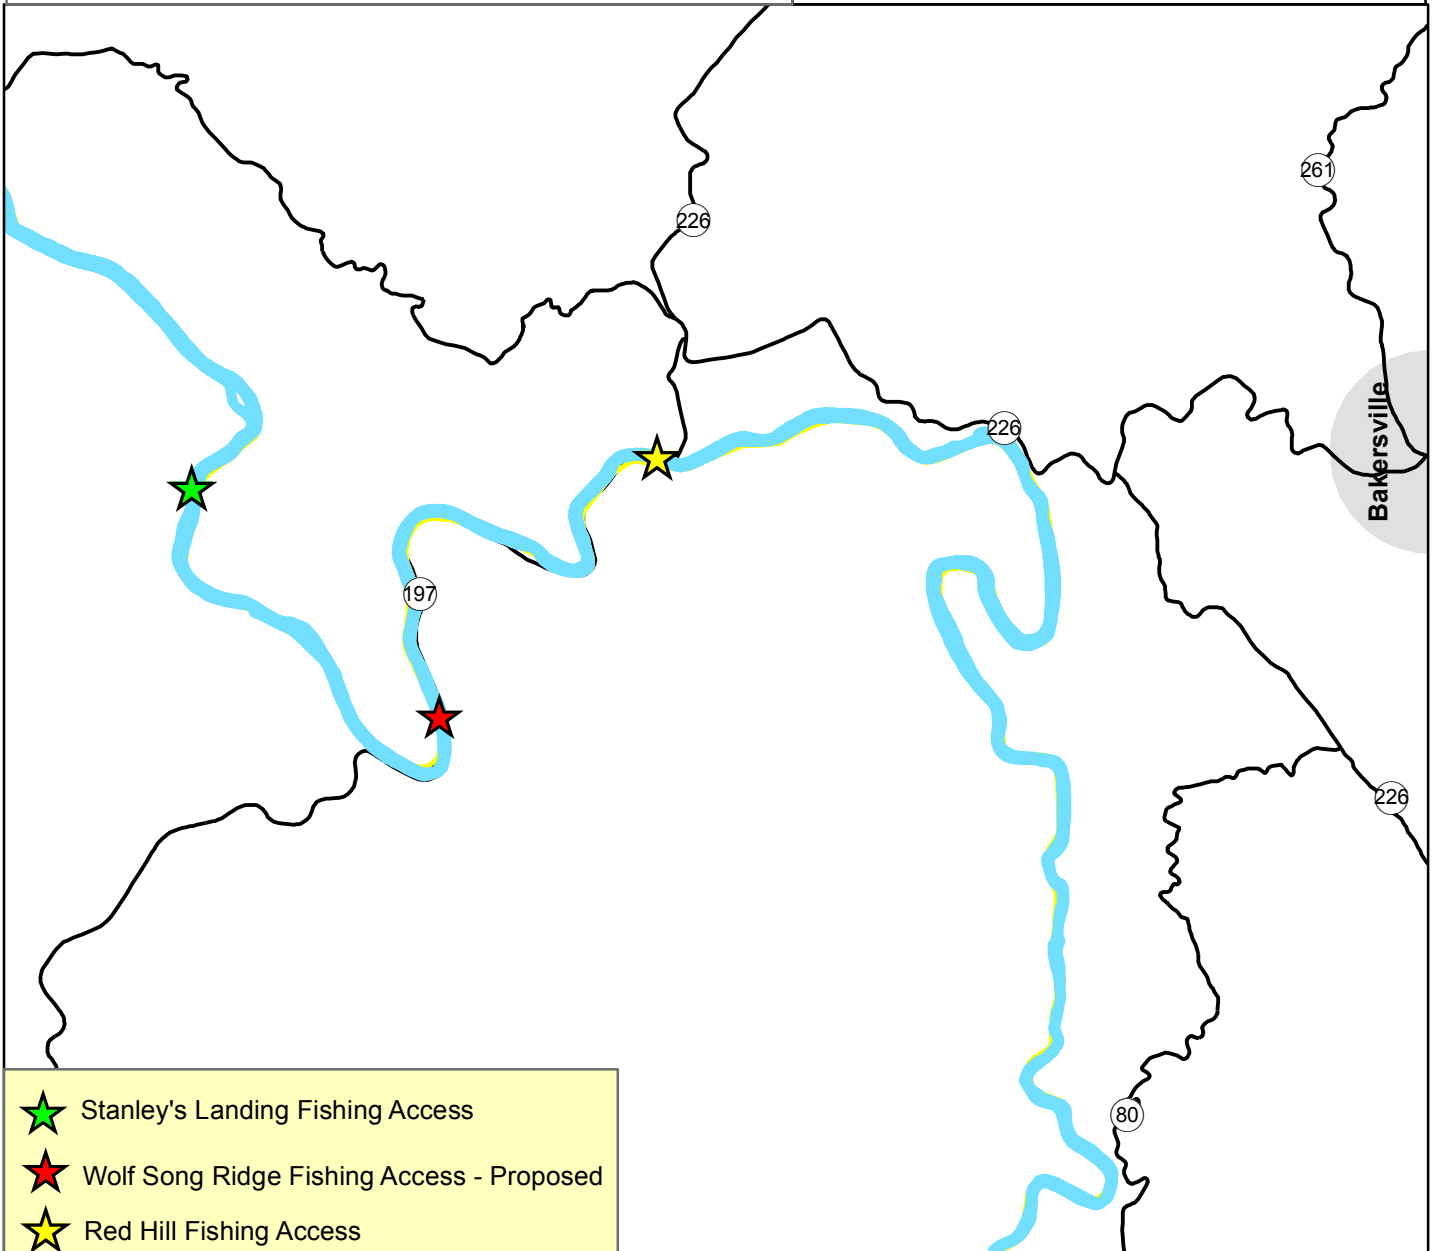 261
226
226
Bakersville
197
226
80
Stanley's Landing Fishing Access
Wolf Song Ridge Fishing Access - Proposed
Red Hill Fishing Access